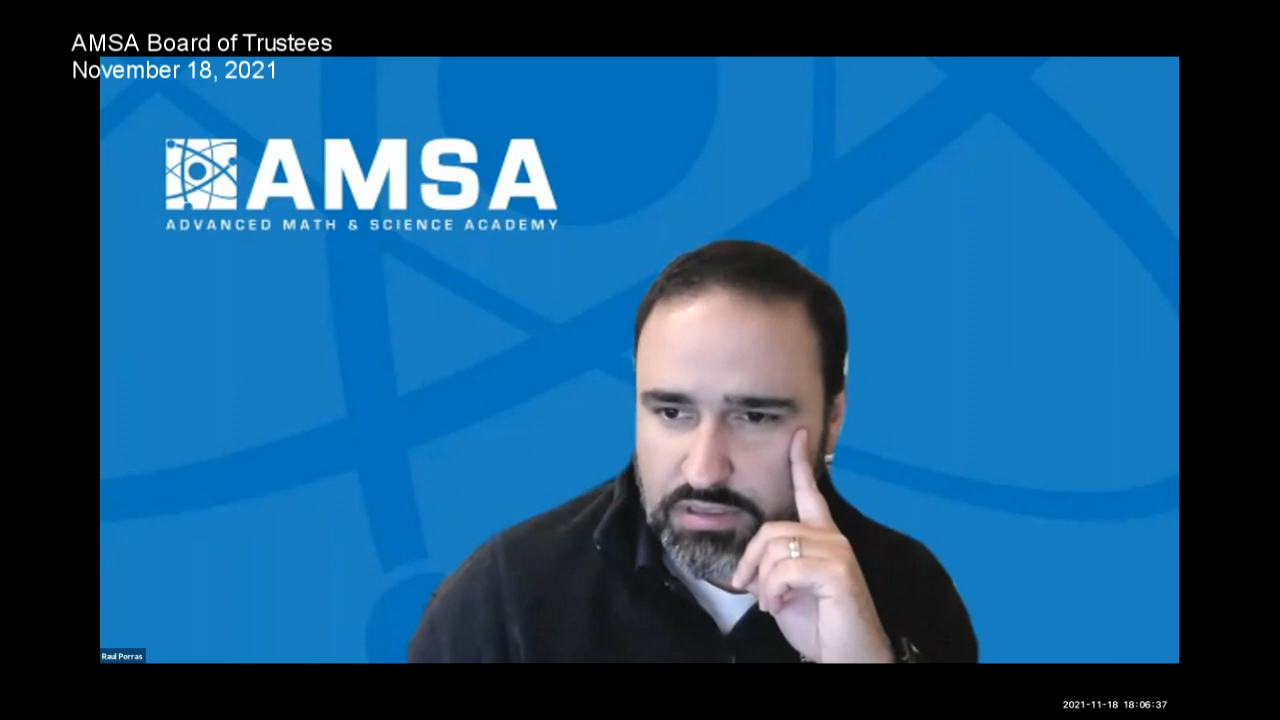 AMSA Board of Trustees
November 18, 2021
AMSA
ADVANCED MATH & SCIENCE ACADEMY
Raul Porras
2021-11-18 18:06:37